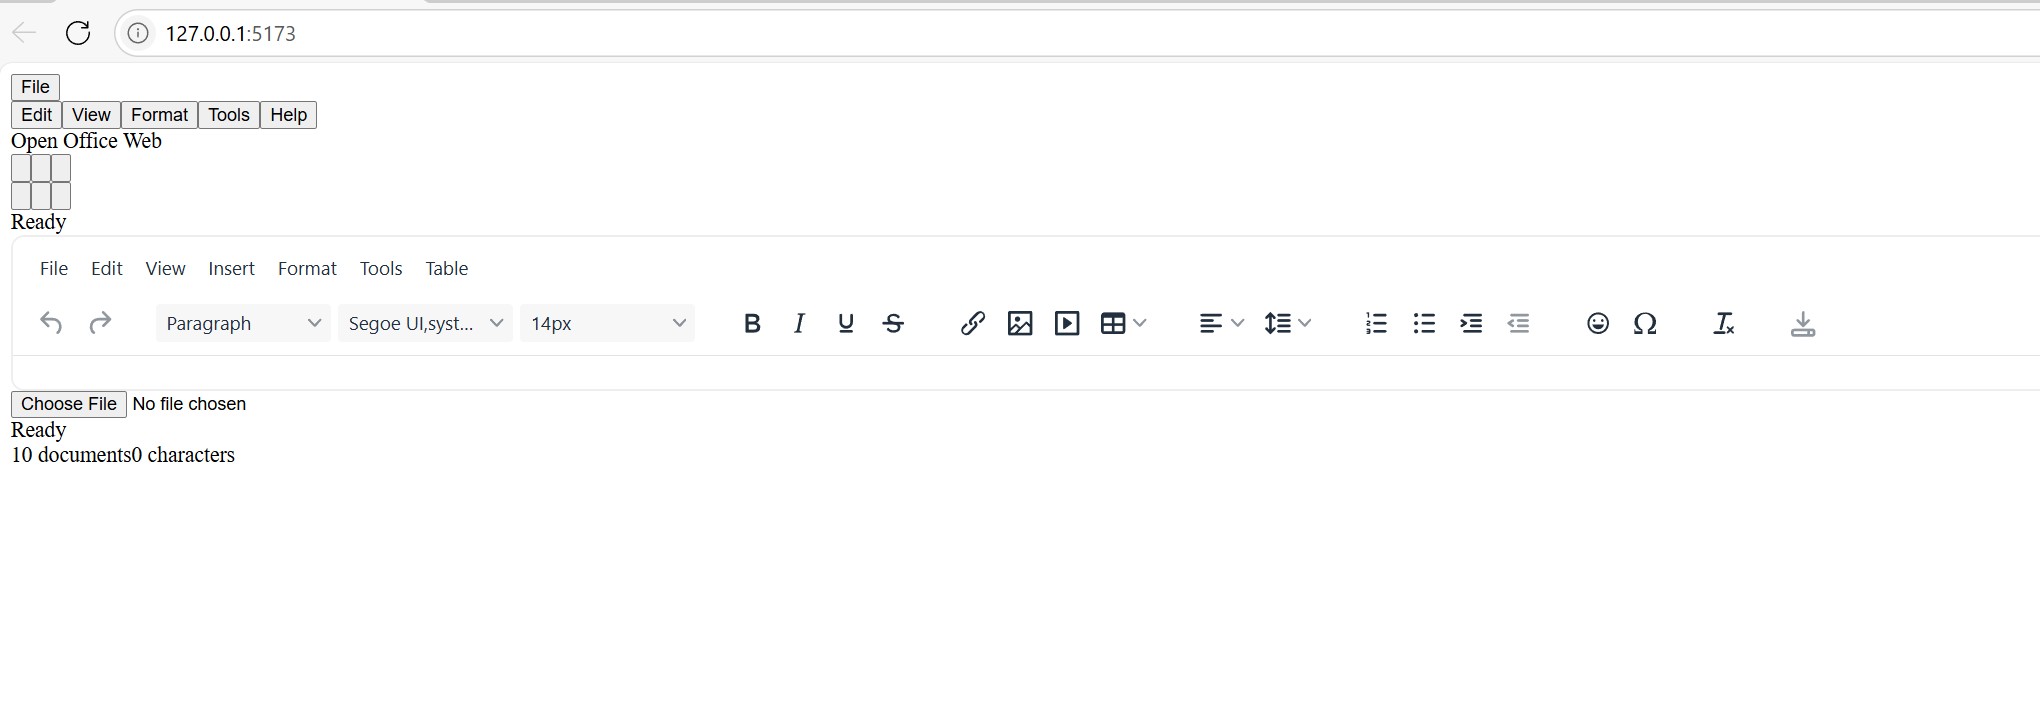 127.0.0.1:5173
File
Edit View Format Tools Help
Open Office Web
Ready
File Edit View Insert Format Tools Table
Paragraph Segoe UI,syst... 14px B I U S
Choose File No file chosen
Ready
10 documents0 characters